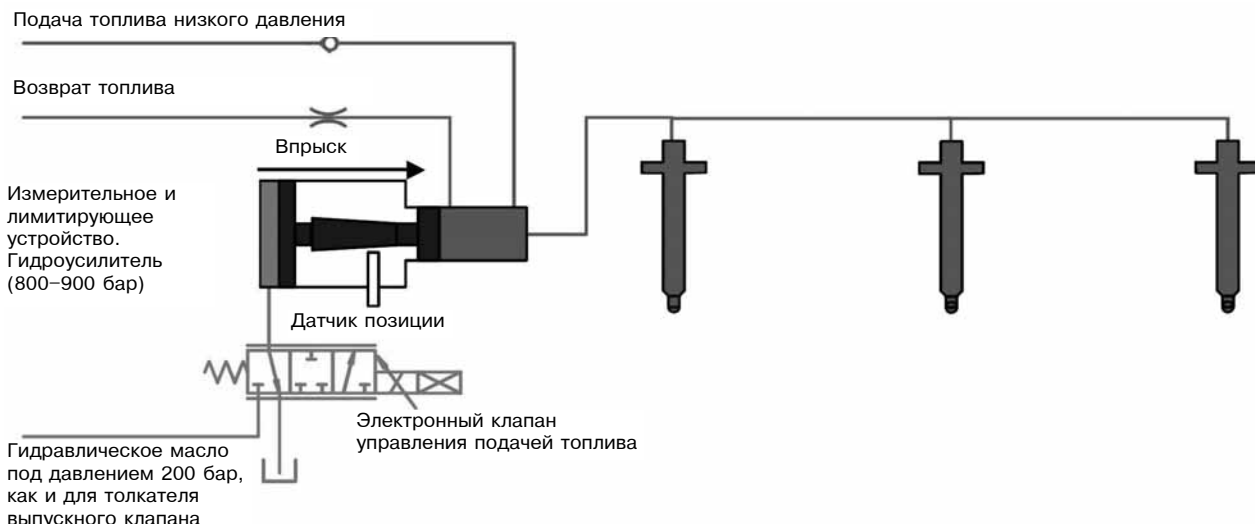 Подача топлива низкого давления
Возврат топлива
Впрыск
Измерительное и
лимитирующее
устройство.
Гидроусилитель
(800–900 бар)
Датчик позиции
Электронный клапан
управления подачей топлива
Гидравлическое масло
под давлением 200 бар,
как и для толкателя
выпускного клапана